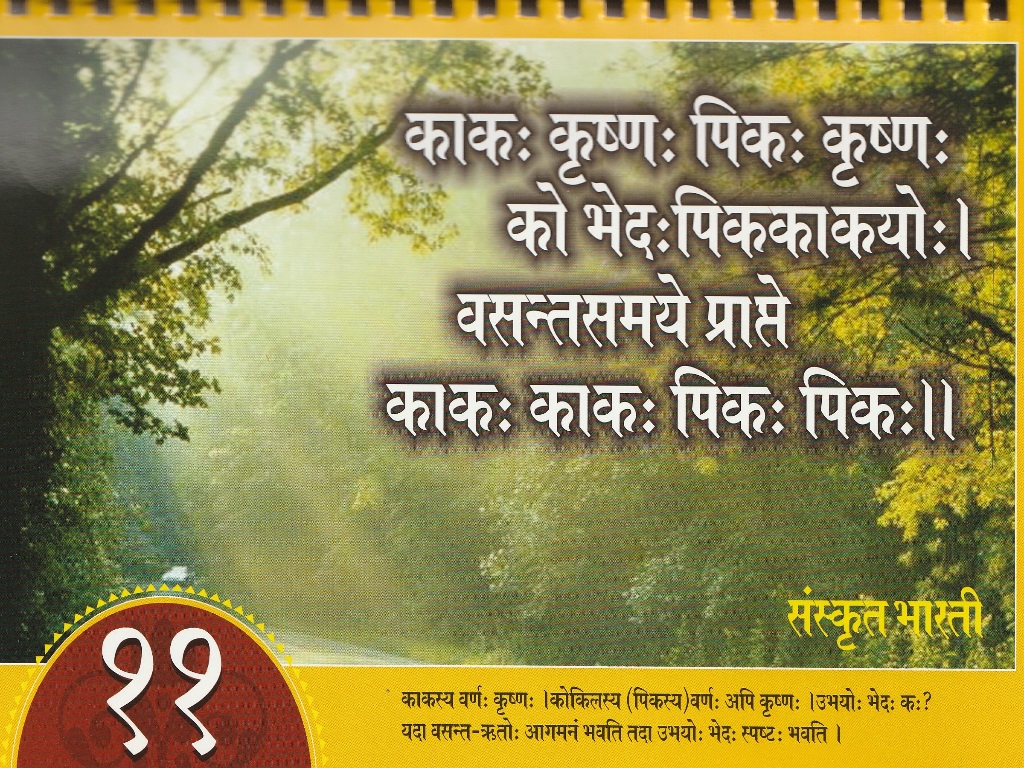 काकः कृष्णः पिकः कृष्णः
को भेदःपिककाकयोः।
वसन्तसमये प्राप्ते
काकः काकः पिकः पिकः।।
संस्कृत भारती
११
काकस्य वर्णः कृष्णः ।कोकिलस्य (पिकस्य)वर्णः अपि कृष्णः ।उभयोः भेदः कः?
यदा वसन्त-ऋतोः आगमनं भवति तदा उभयोः भेदः स्पष्टः भवति ।